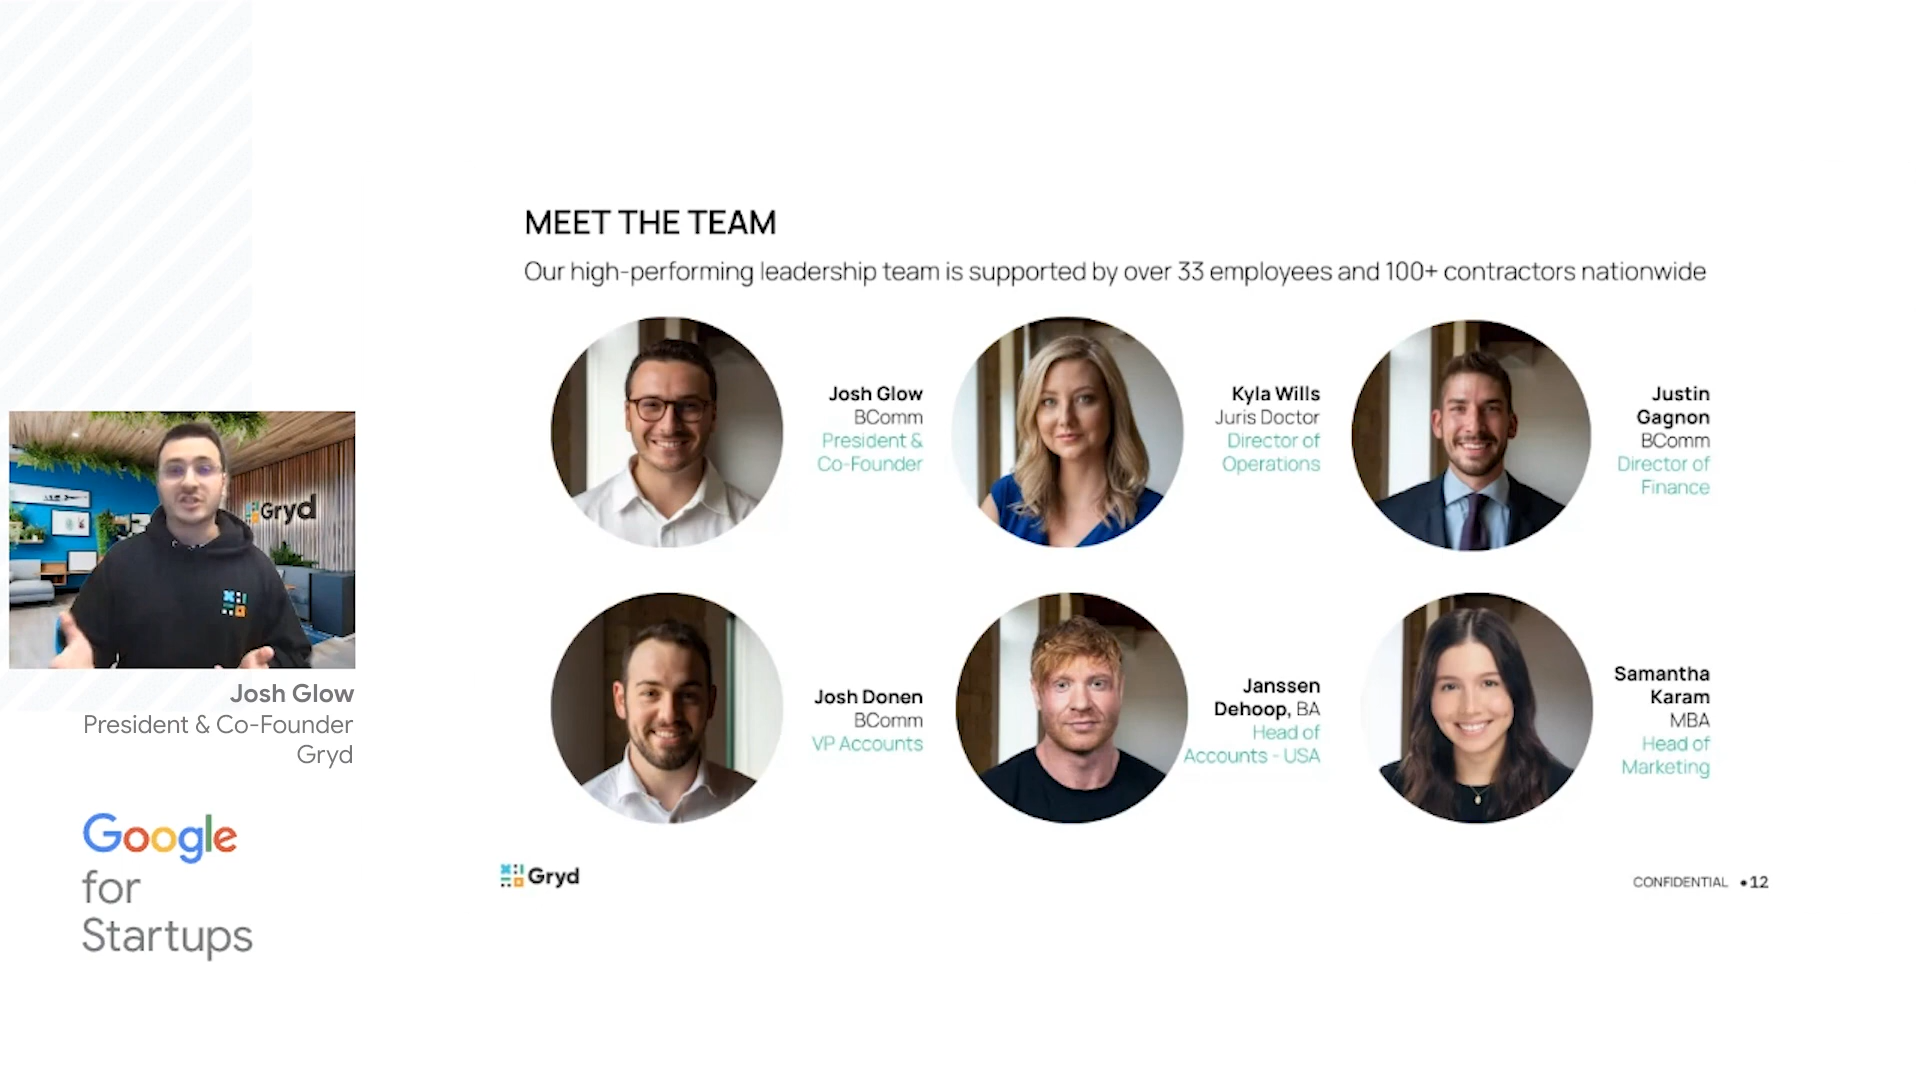 MEET THE TEAM
Our high-performing leadership team is supported by over 33 employees and 100+ contractors nationwide
Josh Glow
BComm
President &
Co-Founder
Kyla Wills
Juris Doctor
Director of
Operations
Justin
Gagnon
BComm
Director of
Finance
Josh Donen
BComm
VP Accounts
Janssen
Dehoop, BA
Head of
Accounts - USA
Samantha
Karam
MBA
Head of
Marketing
Gryd
CONFIDENTIAL •12
Gryd
Josh Glow
President & Co-Founder
Gryd
Google
for
Startups